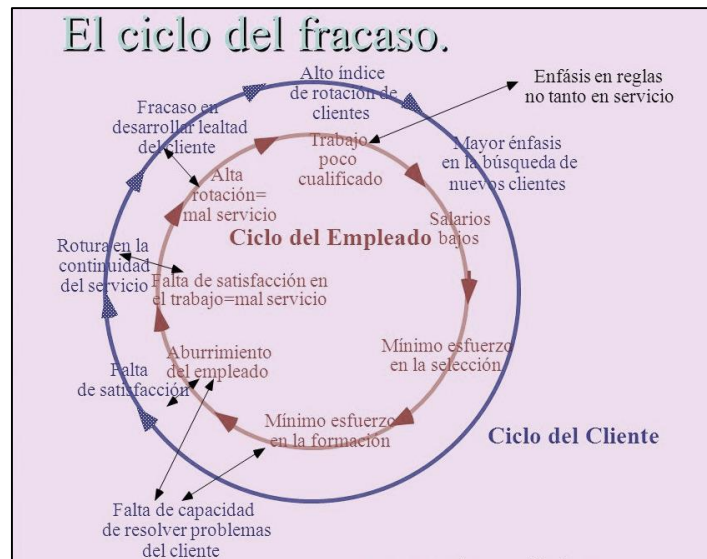 El ciclo del fracaso.
Alto índice
de rotación de
clientes
Enfásis en reglas
no tanto en servicio
Fracaso en
desarrollar lealtad
del cliente
Trabajo
poco
cualificado
Mayor énfasis
en la búsqueda de
nuevos clientes
Alta
rotación=
mal servicio
Salarios
bajos
Ciclo del Empleado
Rotura en la
continuidad
del servicio
Falta de satisfacción en
el trabajo=mal servicio
Aburrimiento
del empleado
Mínimo esfuerzo
en la selección
Falta
de satisfacción
Mínimo esfuerzo
en la formación
Ciclo del Cliente
Falta de capacidad
de resolver problemas
del cliente